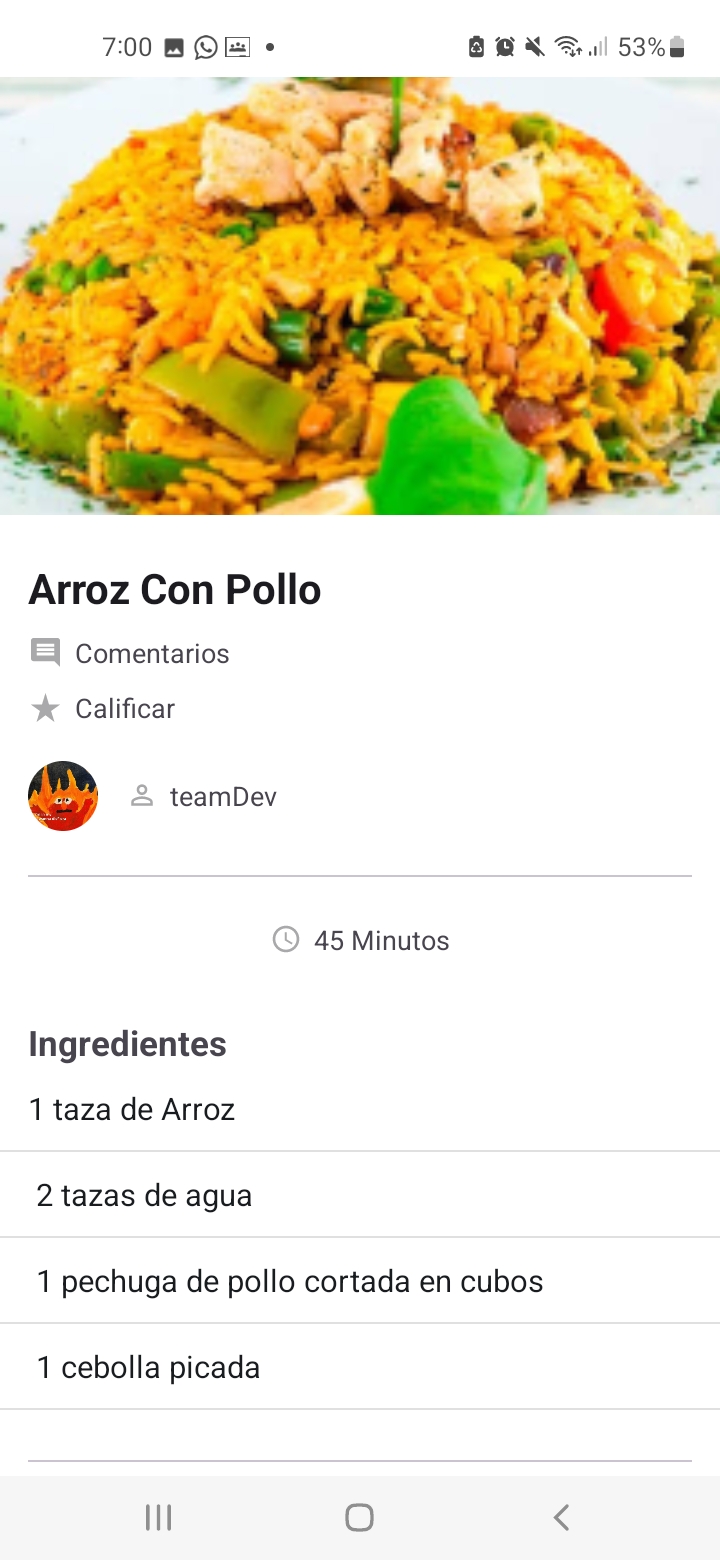 7:00 53%
Arroz Con Pollo
Comentarios
Calificar
teamDev
45 Minutos
Ingredientes
1 taza de Arroz
2 tazas de agua
1 pechuga de pollo cortada en cubos
1 cebolla picada